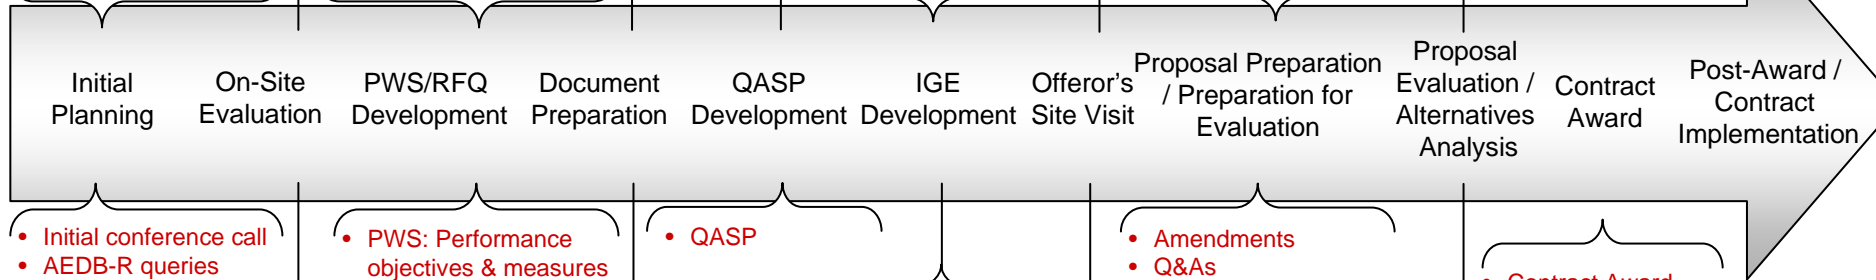 Initial
Planning
On-Site
Evaluation
PWS/RFQ
Development
Document
Preparation
QASP
Development
IGE
Development
Offeror's
Site Visit
Proposal Preparation
/ Preparation for
Evaluation
Proposal
Evaluation /
Alternatives
Analysis
Contract
Award
Post-Award /
Contract
Implementation
• Initial conference call
• AEDB-R queries
• PWS: Performance
objectives & measures
• QASP
• Amendments
• Q&As
• Contract Award